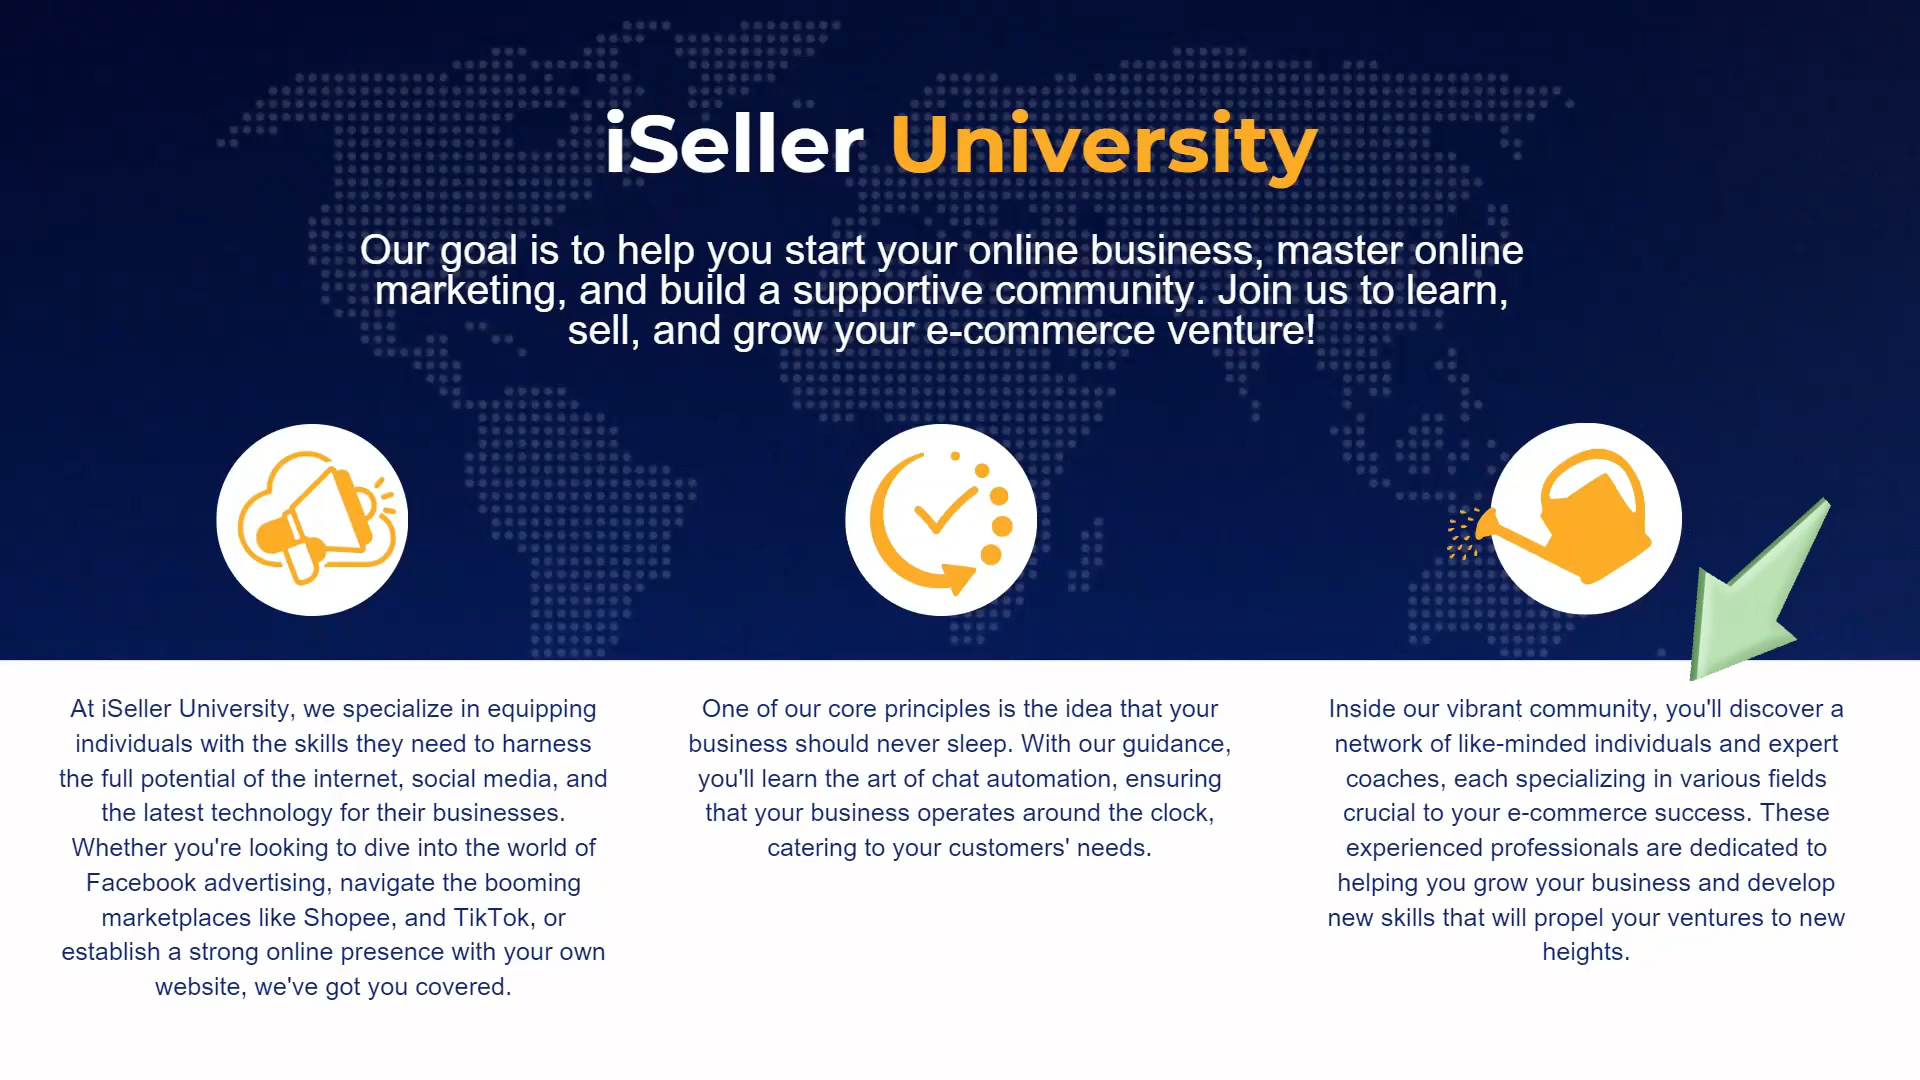 iSeller University
Our goal is to help you start your online business, master online
marketing, and build a supportive community. Join us to learn,
sell, and grow your e-commerce venture!
At iSeller University, we specialize in equipping
individuals with the skills they need to harness
the full potential of the internet, social media, and
the latest technology for their businesses.
Whether you're looking to dive into the world of
Facebook advertising, navigate the booming
marketplaces like Shopee, and TikTok, or
establish a strong online presence with your own
website, we've got you covered.
One of our core principles is the idea that your
business should never sleep. With our guidance,
you'll learn the art of chat automation, ensuring
that your business operates around the clock,
catering to your customers' needs.
Inside our vibrant community, you'll discover a
network of like-minded individuals and expert
coaches, each specializing in various fields
crucial to your e-commerce success. These
experienced professionals are dedicated to
helping you grow your business and develop
new skills that will propel your ventures to new
heights.